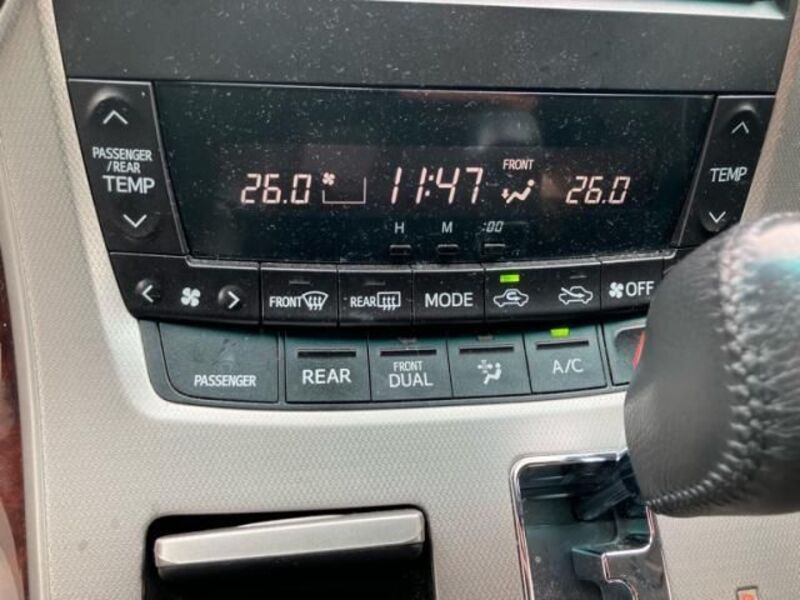 PASSENGER
/REAR
TEMP
26.0
11:47
FRONT
26.0
H
M
:00
TEMP
FRONT
REAR
MODE
OFF
PASSENGER
REAR
FRONT
DUAL
A/C